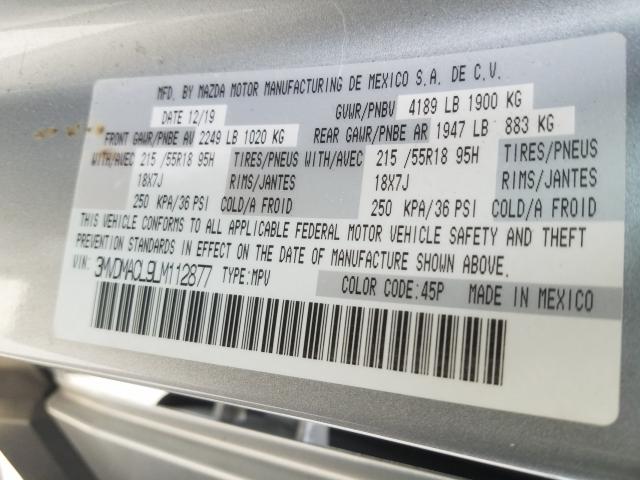 MFD. BY MAZDA MOTOR MANUFACTURING DE MEXICO S.A. DE C.V.
DATE 12/19 GVWR/PNBV 4189 LB 1900 KG
FRONT GAWR/PNBE AV 2249 LB 1020 KG REAR GAWR/PNBE AR 1947 LB 883 KG
WITH/AVEC 215 /55R18 95H TIRES/PNEUS WITH/AVEC 215 /55R18 95H TIRES/PNEUS
18X7J RIMS/JANTES 18X7J RIMS/JANTES
250 KPA/36 PSI COLD/A FROID 250 KPA/36 PSI COLD/A FROID
THIS VEHICLE CONFORMS TO ALL APPLICABLE FEDERAL MOTOR VEHICLE SAFETY AND THEFT
PREVENTION STANDARDS IN EFFECT ON THE DATE OF MANUFACTURE SHOWN ABOVE.
VIN: 3MVDMACL9LM112877 TYPE:MPV
COLOR CODE:45P MADE IN MEXICO